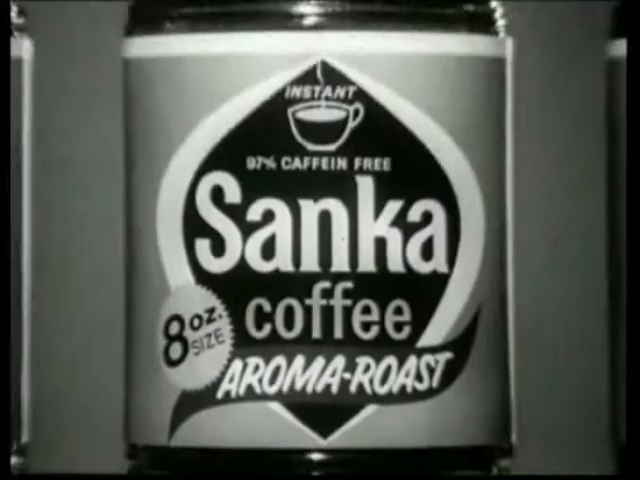 INSTANT
97% CAFFEIN FREE
Sanka
coffee
8 oz.
SIZE
AROMA-ROAST